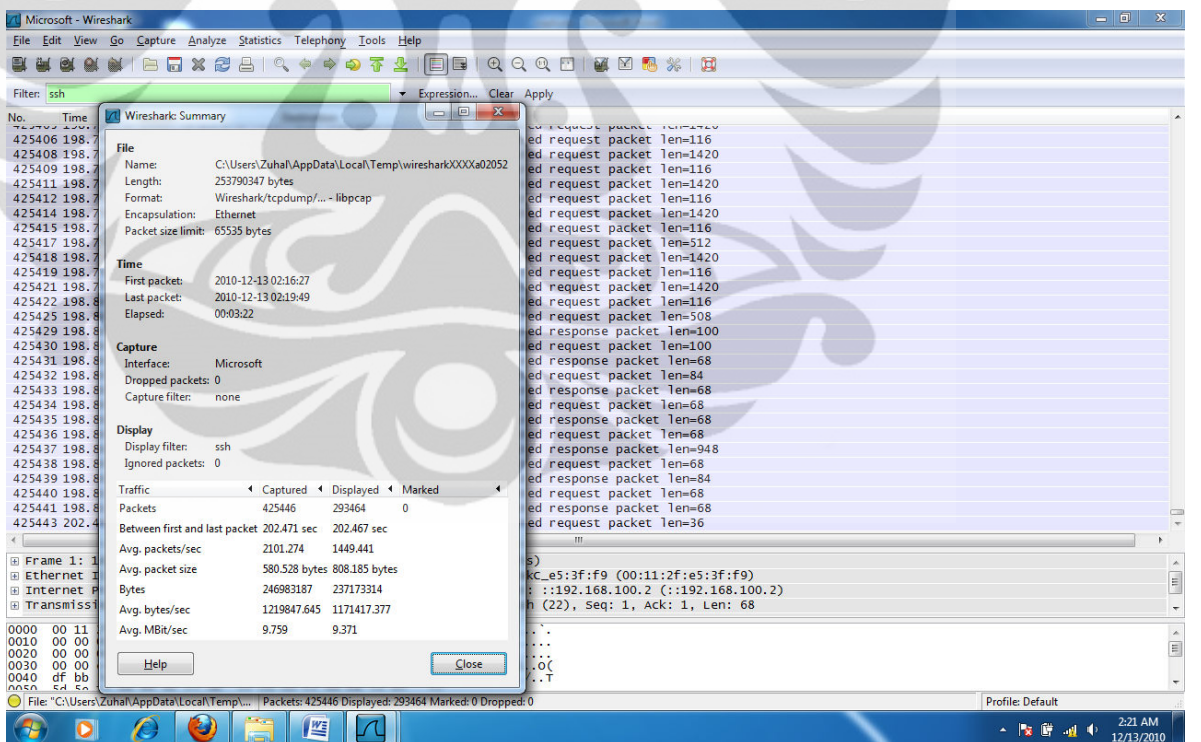 Microsoft - Wireshark
File Edit View Go Capture Analyze Statistics Telephony Tools Help
Filter: ssh Expression... Clear Apply
No. Time
425406 198.7 ed request packet len=116
425408 198.7 ed request packet len=1420
425409 198.7 ed request packet len=116
425411 198.7 ed request packet len=1420
425412 198.7 ed request packet len=116
425414 198.7 ed request packet len=1420
425415 198.7 ed request packet len=116
425417 198.7 ed request packet len=512
425418 198.7 ed request packet len=1420
425419 198.7 ed request packet len=116
425421 198.7 ed request packet len=1420
425422 198.8 ed request packet len=116
425425 198.8 ed request packet len=508
425429 198.8 ed response packet len=100
425430 198.8 ed request packet len=100
425431 198.8 ed response packet len=68
425432 198.8 ed request packet len=84
425433 198.8 ed response packet len=68
425434 198.8 ed request packet len=68
425435 198.8 ed response packet len=68
425436 198.8 ed request packet len=68
425437 198.8 ed response packet len=948
425438 198.8 ed request packet len=68
425439 198.8 ed response packet len=84
425440 198.8 ed request packet len=68
425441 198.8 ed response packet len=68
425443 202.4 ed request packet len=36
Wireshark: Summary
File
Name: C:\Users\Zuhal\AppData\Local\Temp\wiresharkXXXXa02052
Length: 253790347 bytes
Format: Wireshark/tcpdump/... - libpcap
Encapsulation: Ethernet
Packet size limit: 65535 bytes
Time
First packet: 2010-12-13 02:16:27
Last packet: 2010-12-13 02:19:49
Elapsed: 00:03:22
Capture
Interface: Microsoft
Dropped packets: 0
Capture filter: none
Display
Display filter: ssh
Ignored packets: 0
Traffic Captured Displayed Marked
Packets 425446 293464 0
Between first and last packet 202.471 sec 202.467 sec
Avg. packets/sec 2101.274 1449.441
Avg. packet size 580.528 bytes 808.185 bytes
Bytes 246983187 237173314
Avg. bytes/sec 1219847.645 1171417.377
Avg. MBit/sec 9.759 9.371
Help Close
Frame 1: 1 s)
Ethernet I kC_e5:3f:f9 (00:11:2f:e5:3f:f9)
Internet P : ::192.168.100.2 (::192.168.100.2)
Transmissi h (22), Seq: 1, Ack: 1, Len: 68
0000 00 11
0010 00 00
0020 00 00
0030 00 00 .O(
0040 df bb /..T
File: "C:\Users\Zuhal\AppData\Local\Temp\... Packets: 425446 Displayed: 293464 Marked: 0 Dropped: 0 Profile: Default
2:21 AM
12/13/2010